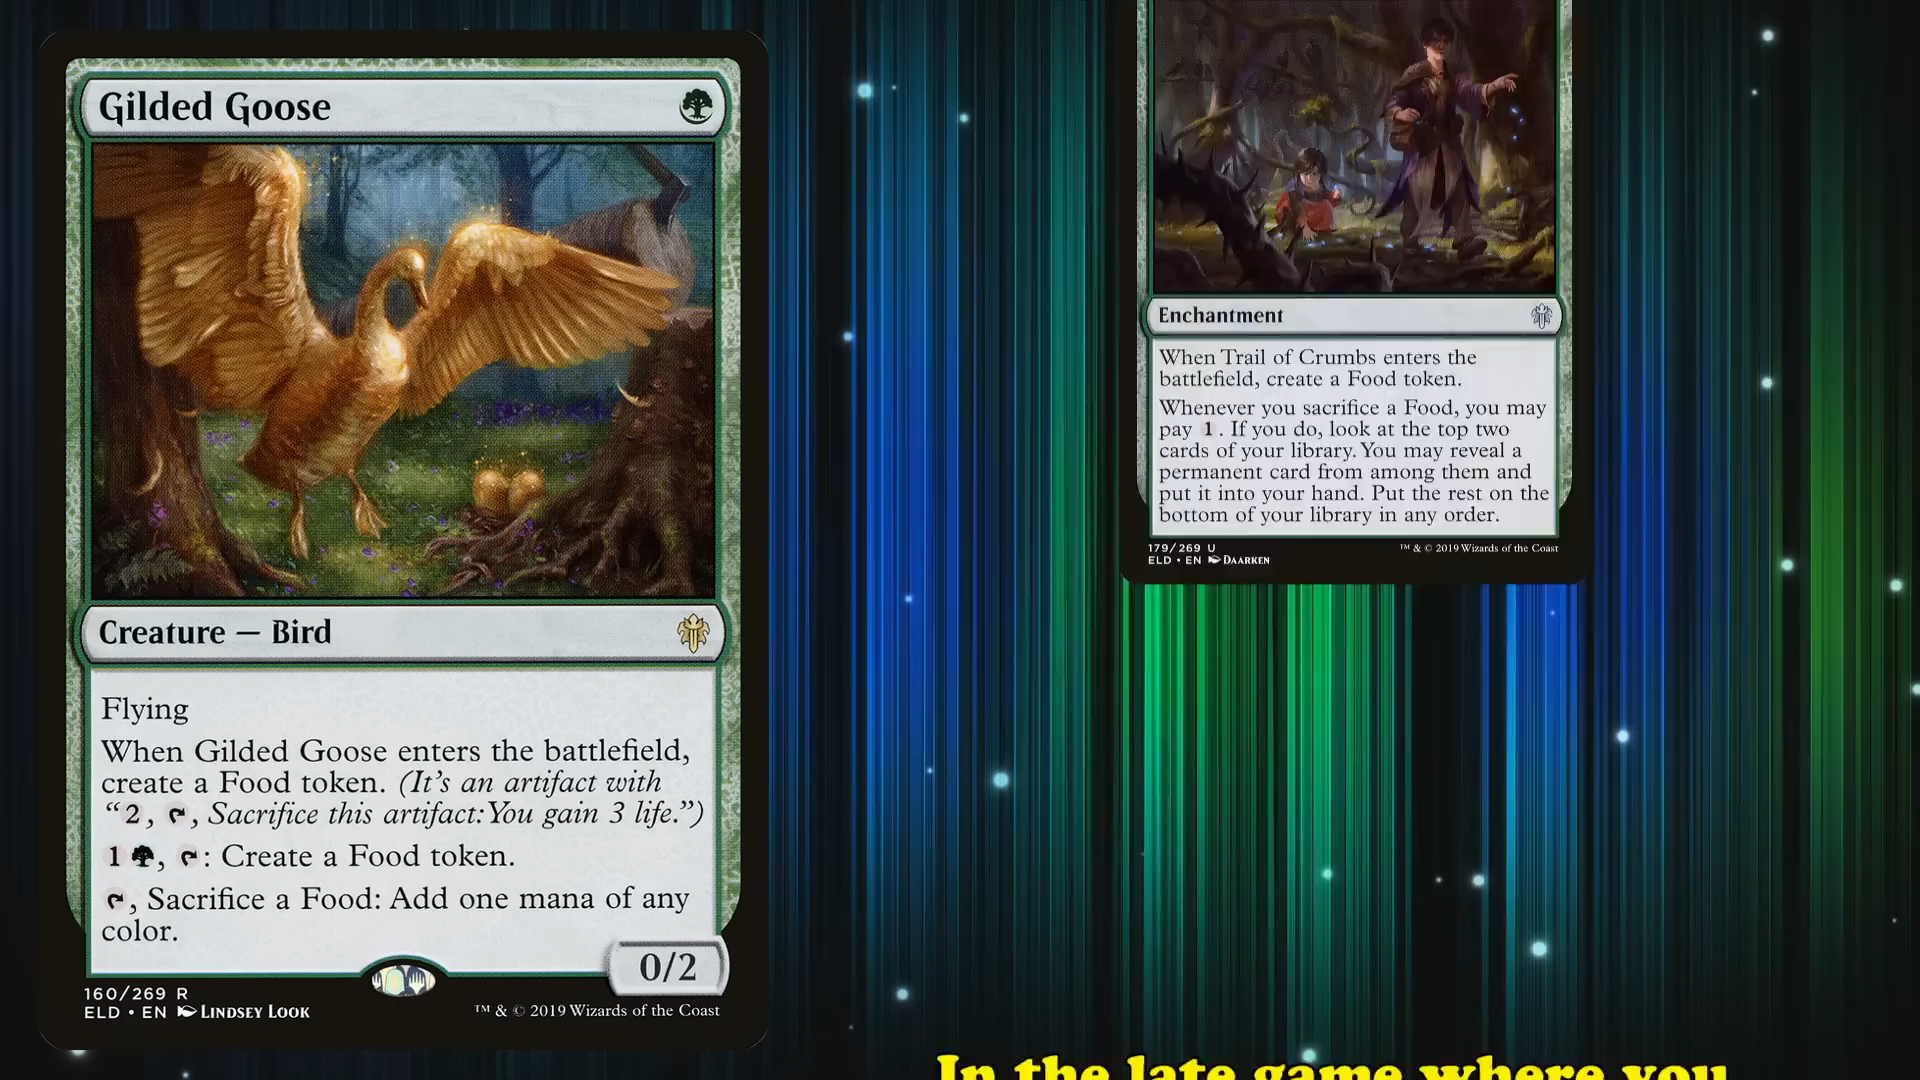 Gilded Goose
Creature — Bird
Flying
When Gilded Goose enters the battlefield,
create a Food token. (It's an artifact with
"2, , Sacrifice this artifact: You gain 3 life.")
1 , : Create a Food token.
, Sacrifice a Food: Add one mana of any
color.
0/2
160/269 R
ELD • EN LINDSEY LOOK
™ & © 2019 Wizards of the Coast
Enchantment
When Trail of Crumbs enters the
battlefield, create a Food token.
Whenever you sacrifice a Food, you may
pay 1. If you do, look at the top two
cards of your library. You may reveal a
permanent card from among them and
put it into your hand. Put the rest on the
bottom of your library in any order.
179/269 U
ELD • EN DAARKEN
™ & © 2019 Wizards of the Coast
In the late game where you